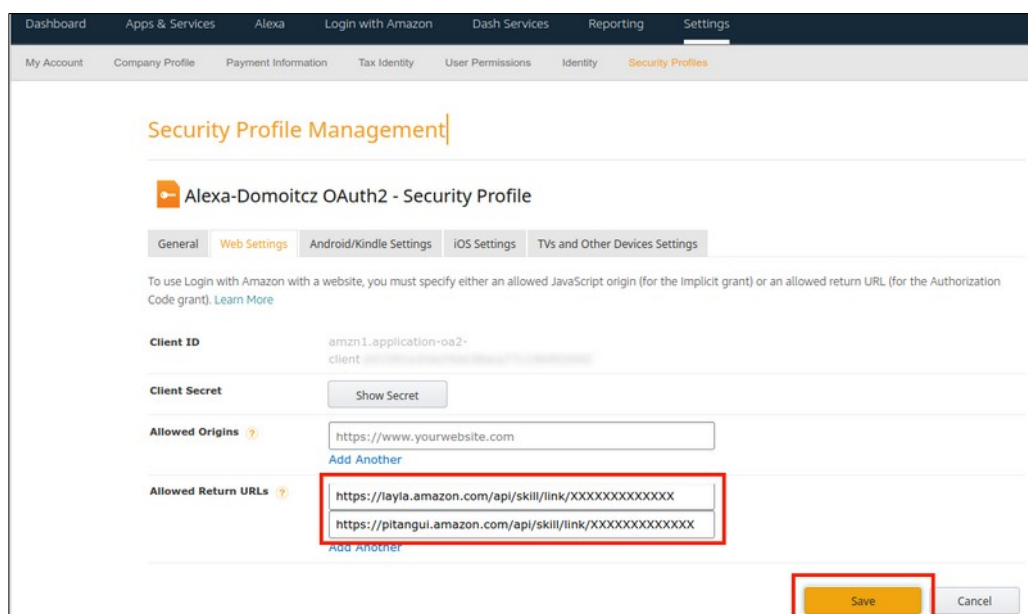 Dashboard Apps & Services Alexa Login with Amazon Dash Services Reporting Settings
My Account Company Profile Payment Information Tax Identity User Permissions Identity Security Profiles
Security Profile Management
Alexa-Domoitcz OAuth2 - Security Profile
General Web Settings Android/Kindle Settings iOS Settings TVs and Other Devices Settings
To use Login with Amazon with a website, you must specify either an allowed JavaScript origin (for the Implicit grant) or an allowed return URL (for the Authorization
Code grant). Learn More
Client ID amzn1.application-oa2-
client
Client Secret Show Secret
Allowed Origins ? https://www.yourwebsite.com
Add Another
Allowed Return URLs ? https://layla.amazon.com/api/skill/link/XXXXXXXXXXXXX
https://pitangui.amazon.com/api/skill/link/XXXXXXXXXXXXX
Add Another
Save Cancel